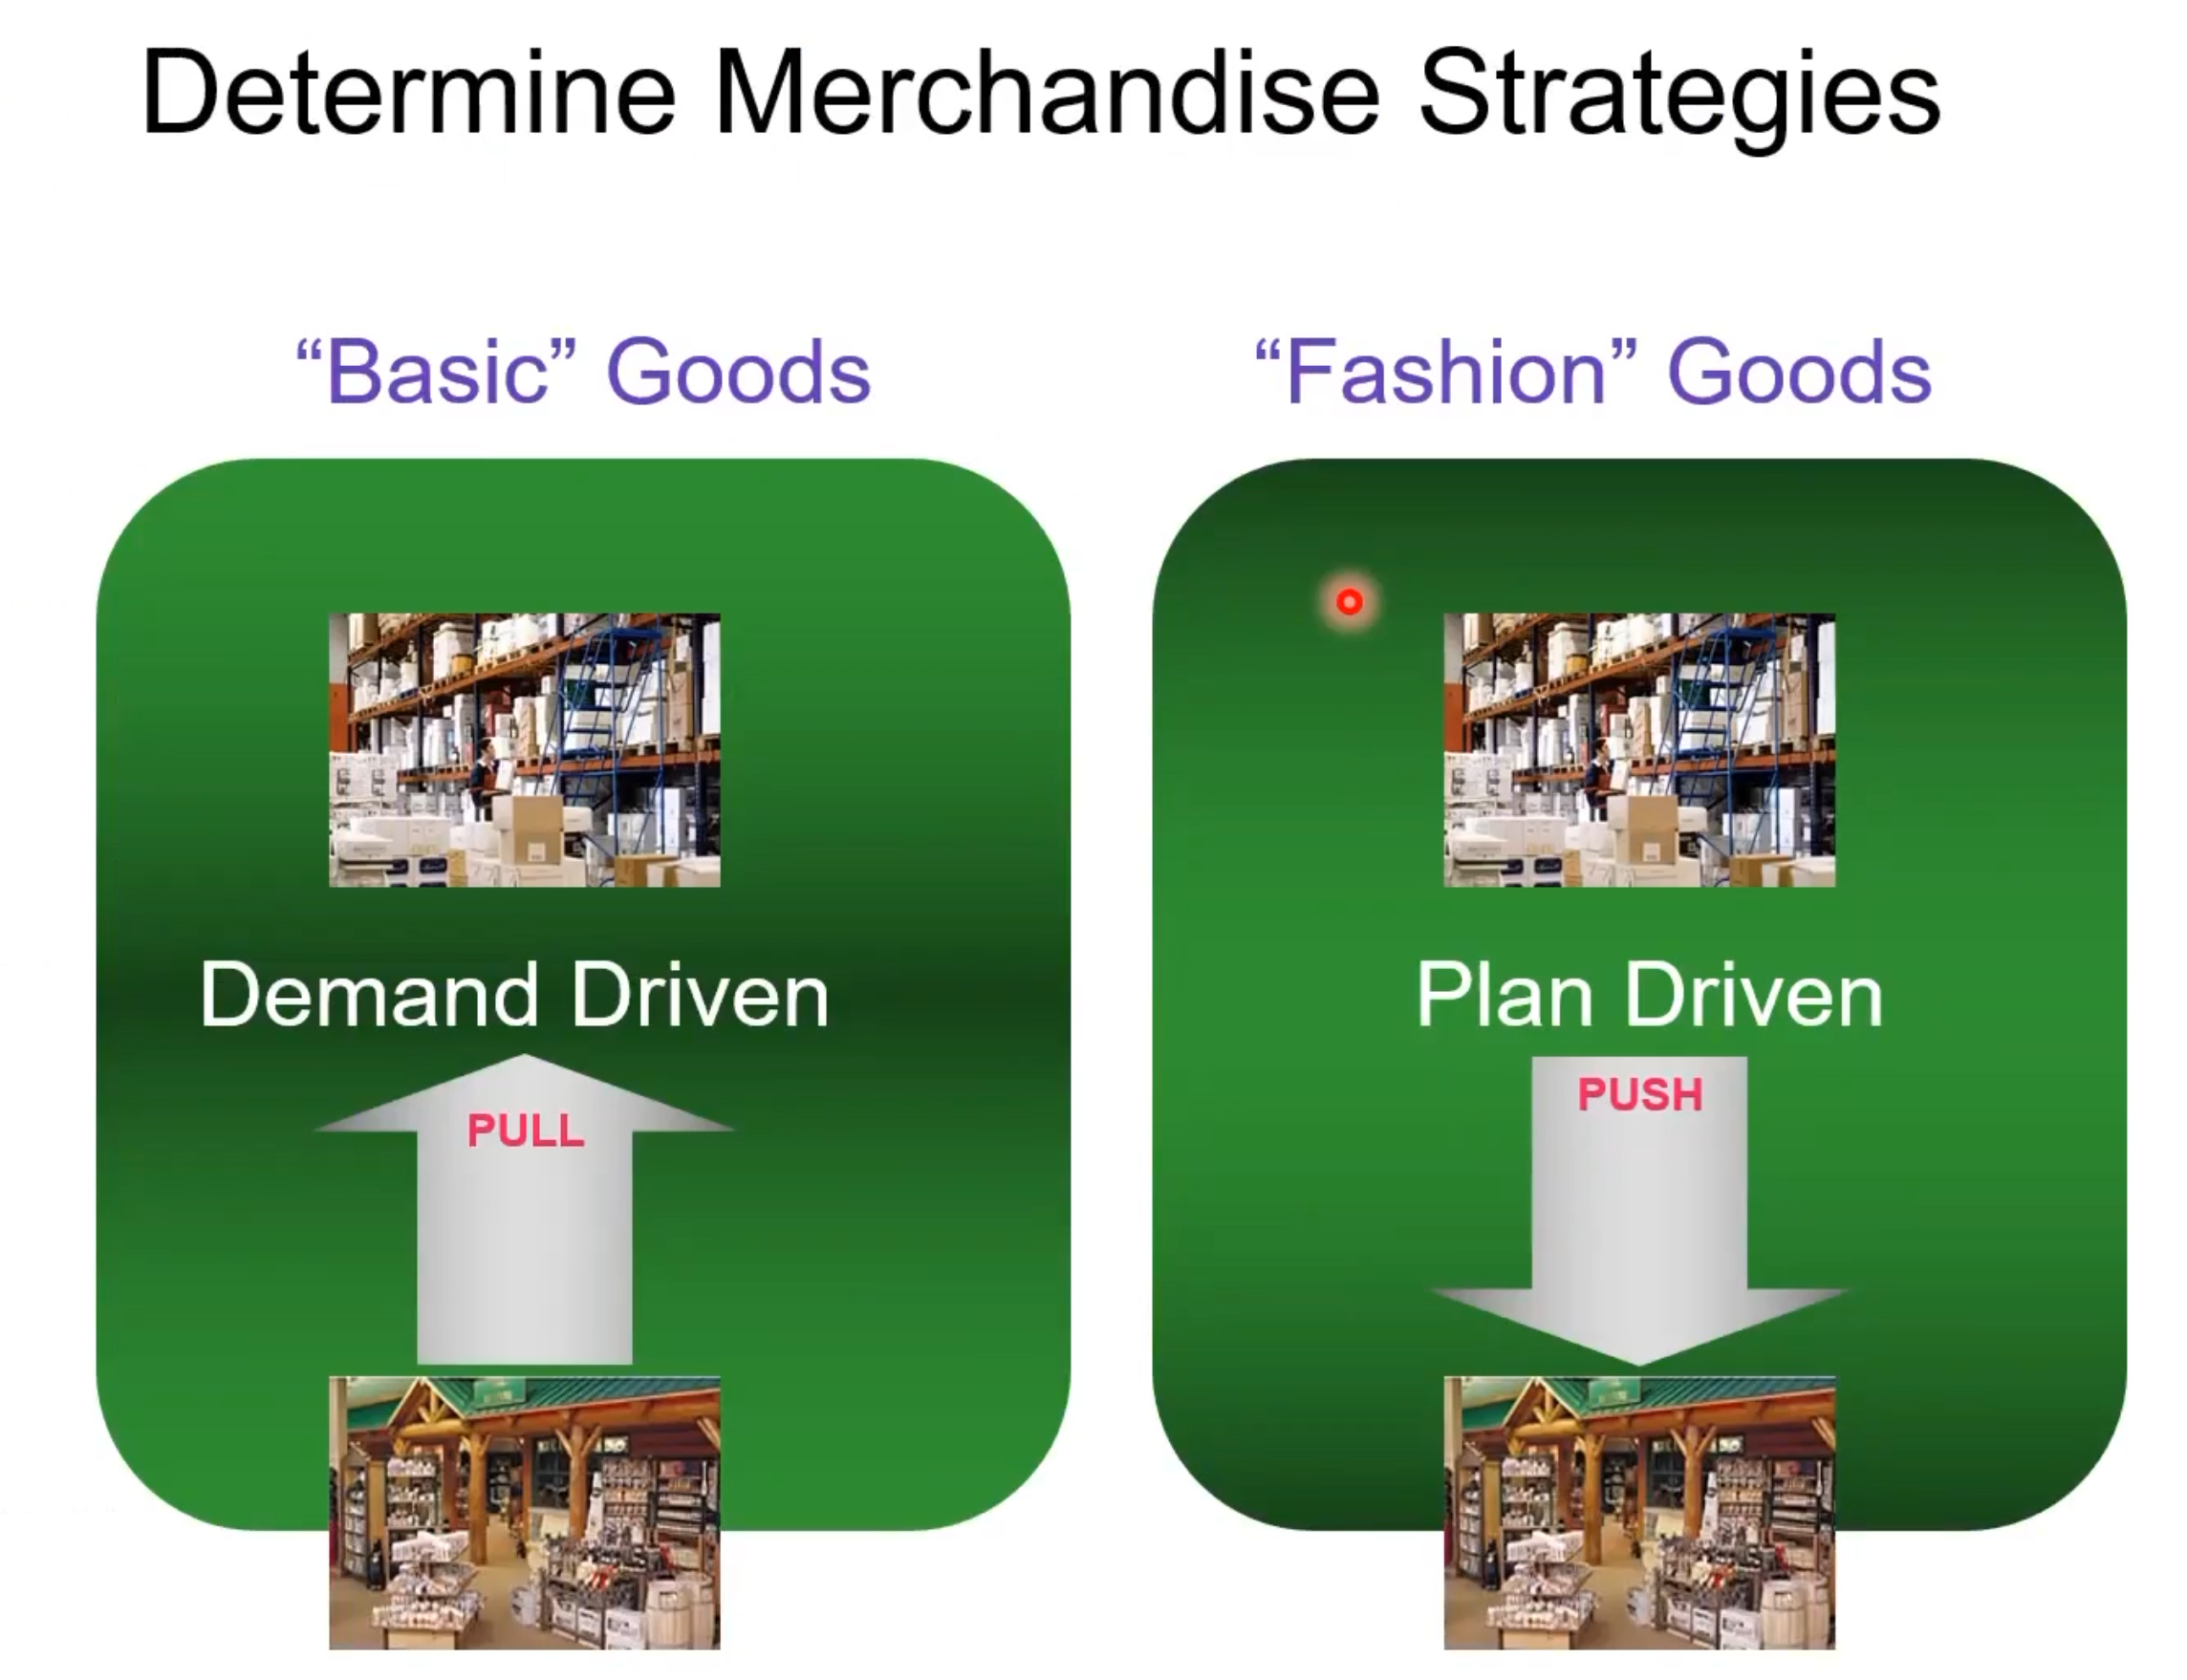 Determine Merchandise Strategies
“Basic” Goods
“Fashion” Goods
Demand Driven
PULL
Plan Driven
PUSH